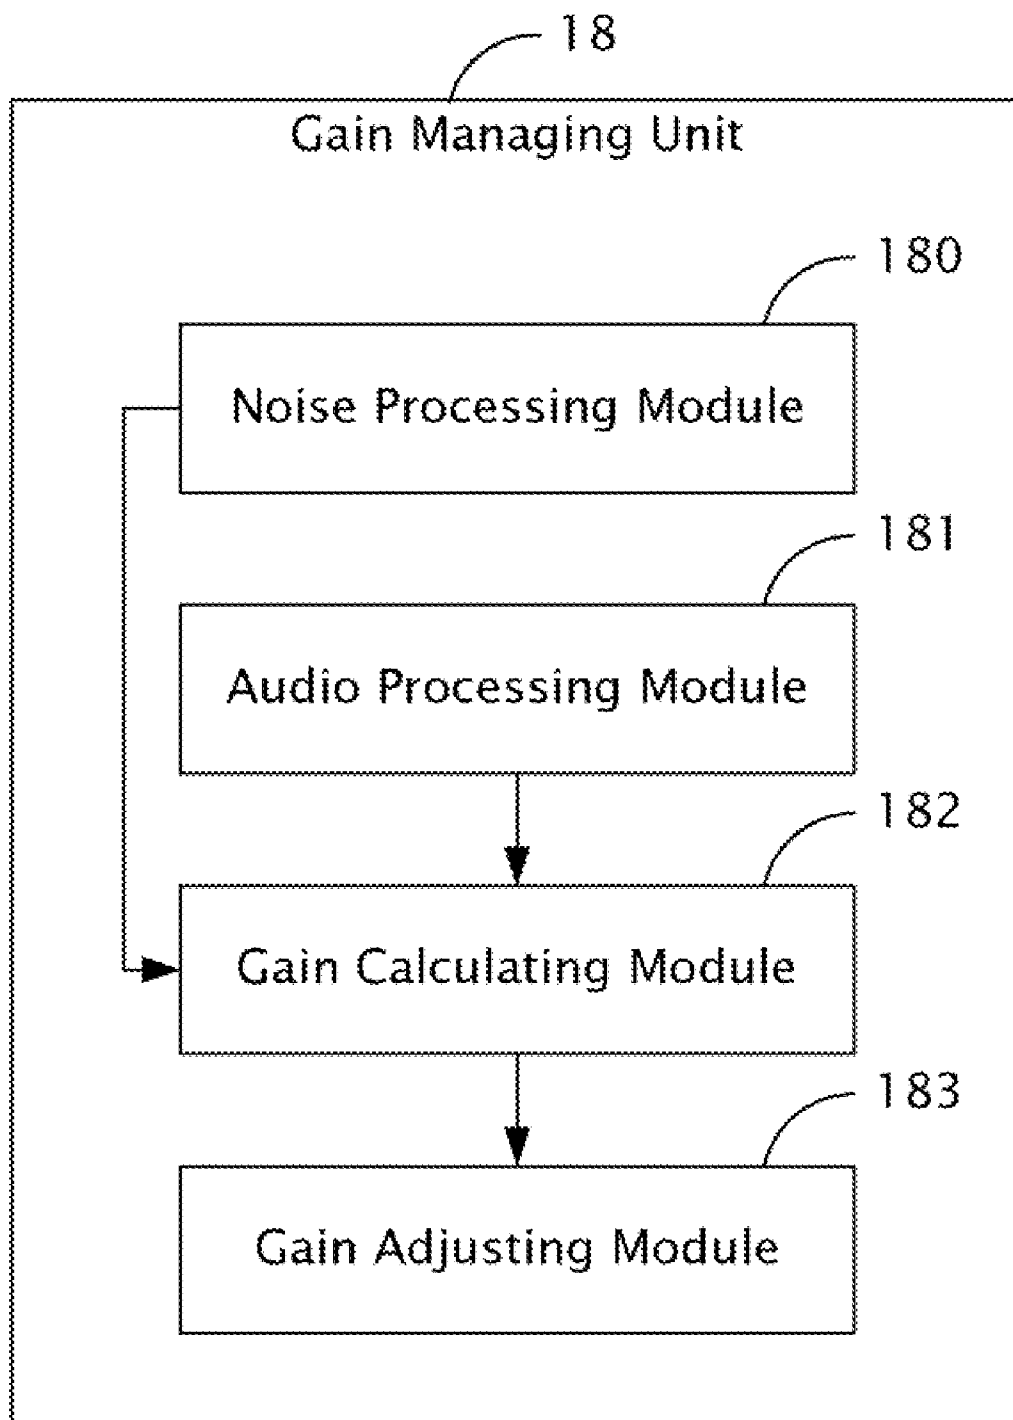 18
Gain Managing Unit
180
Noise Processing Module
181
Audio Processing Module
182
Gain Calculating Module
183
Gain Adjusting Module